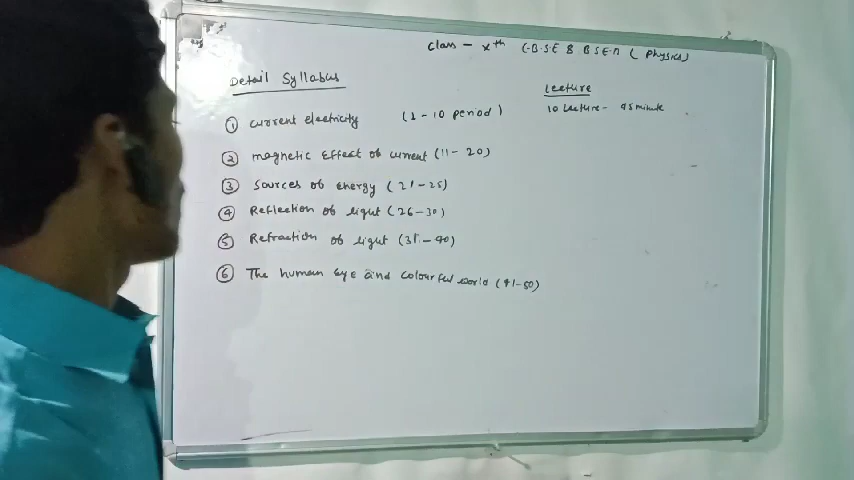 Class - Xth C.B.S.E & B.S.E.B (Physics)
Detail Syllabus
Lecture
10 Lecture - 45 minute
① Current electricity (1 - 10 period)
② magnetic Effect of current (11 - 20)
③ Sources of energy (21 - 25)
④ Reflection of light (26 - 30)
⑤ Refraction of light (31 - 40)
⑥ The human eye and colourful world (41 - 50)